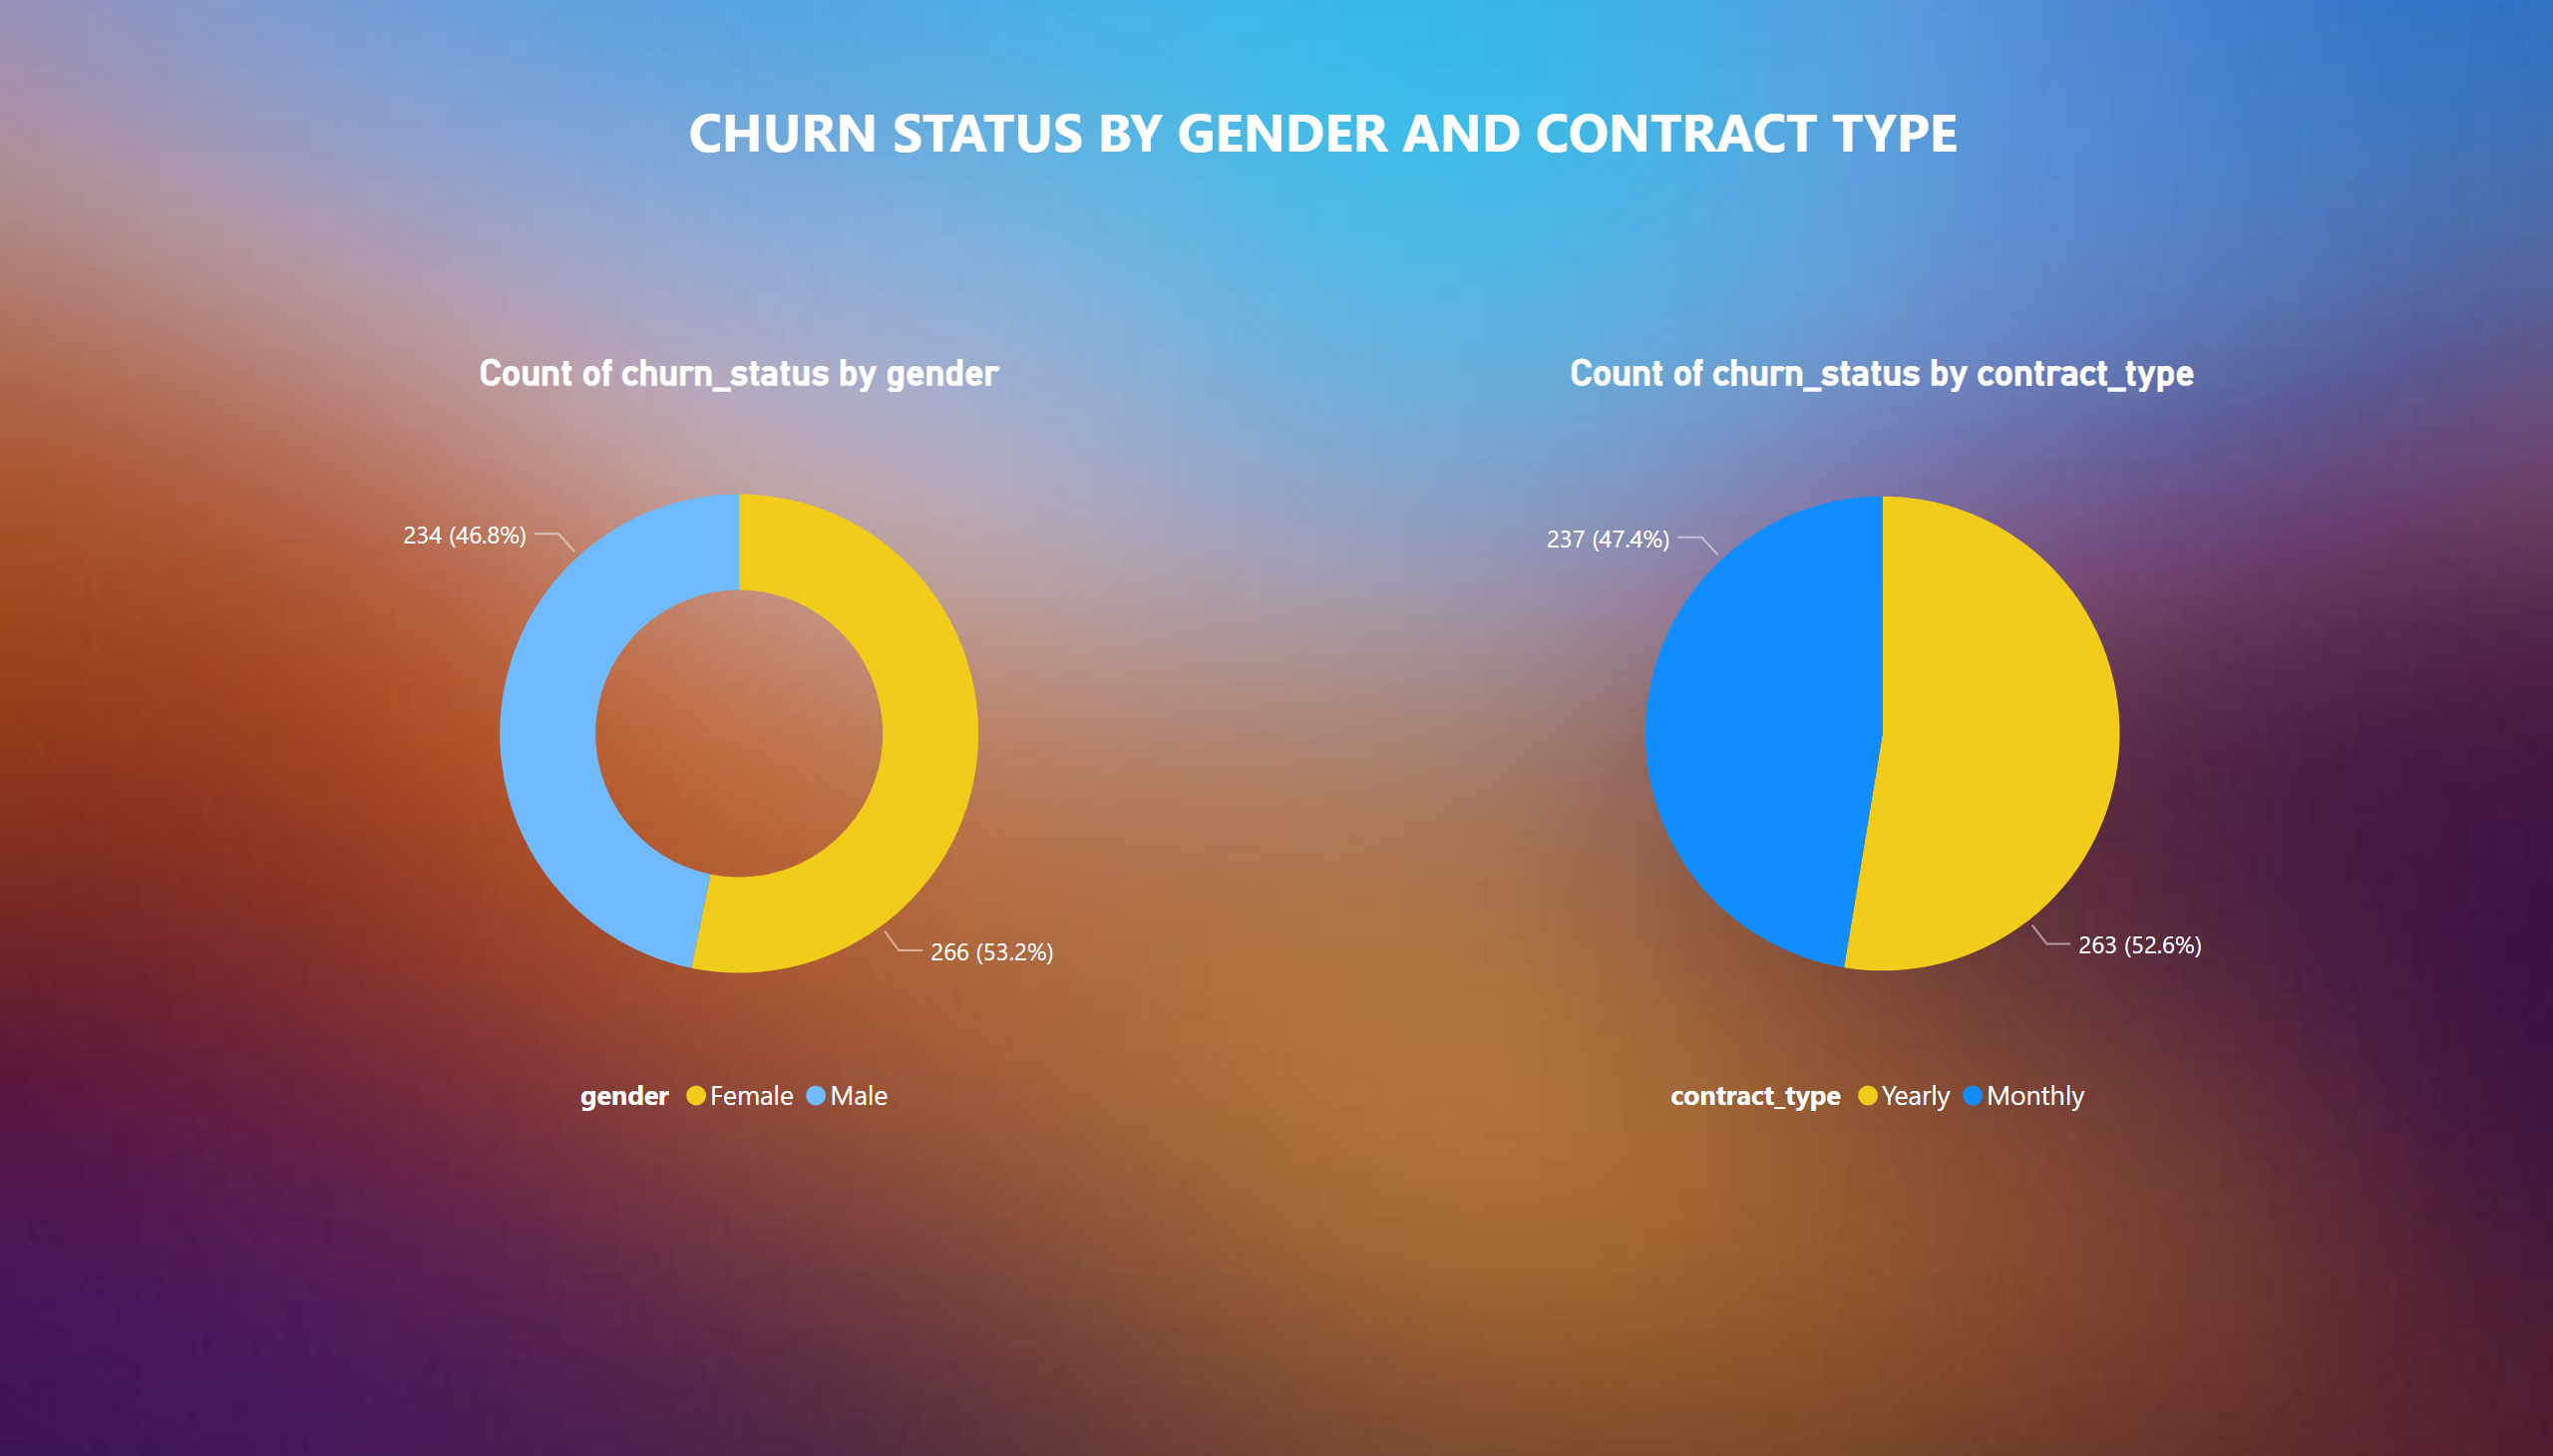 CHURN STATUS BY GENDER AND CONTRACT TYPE
Count of churn_status by gender
234 (46.8%)
266 (53.2%)
gender Female Male
Count of churn_status by contract_type
237 (47.4%)
263 (52.6%)
contract_type Yearly Monthly